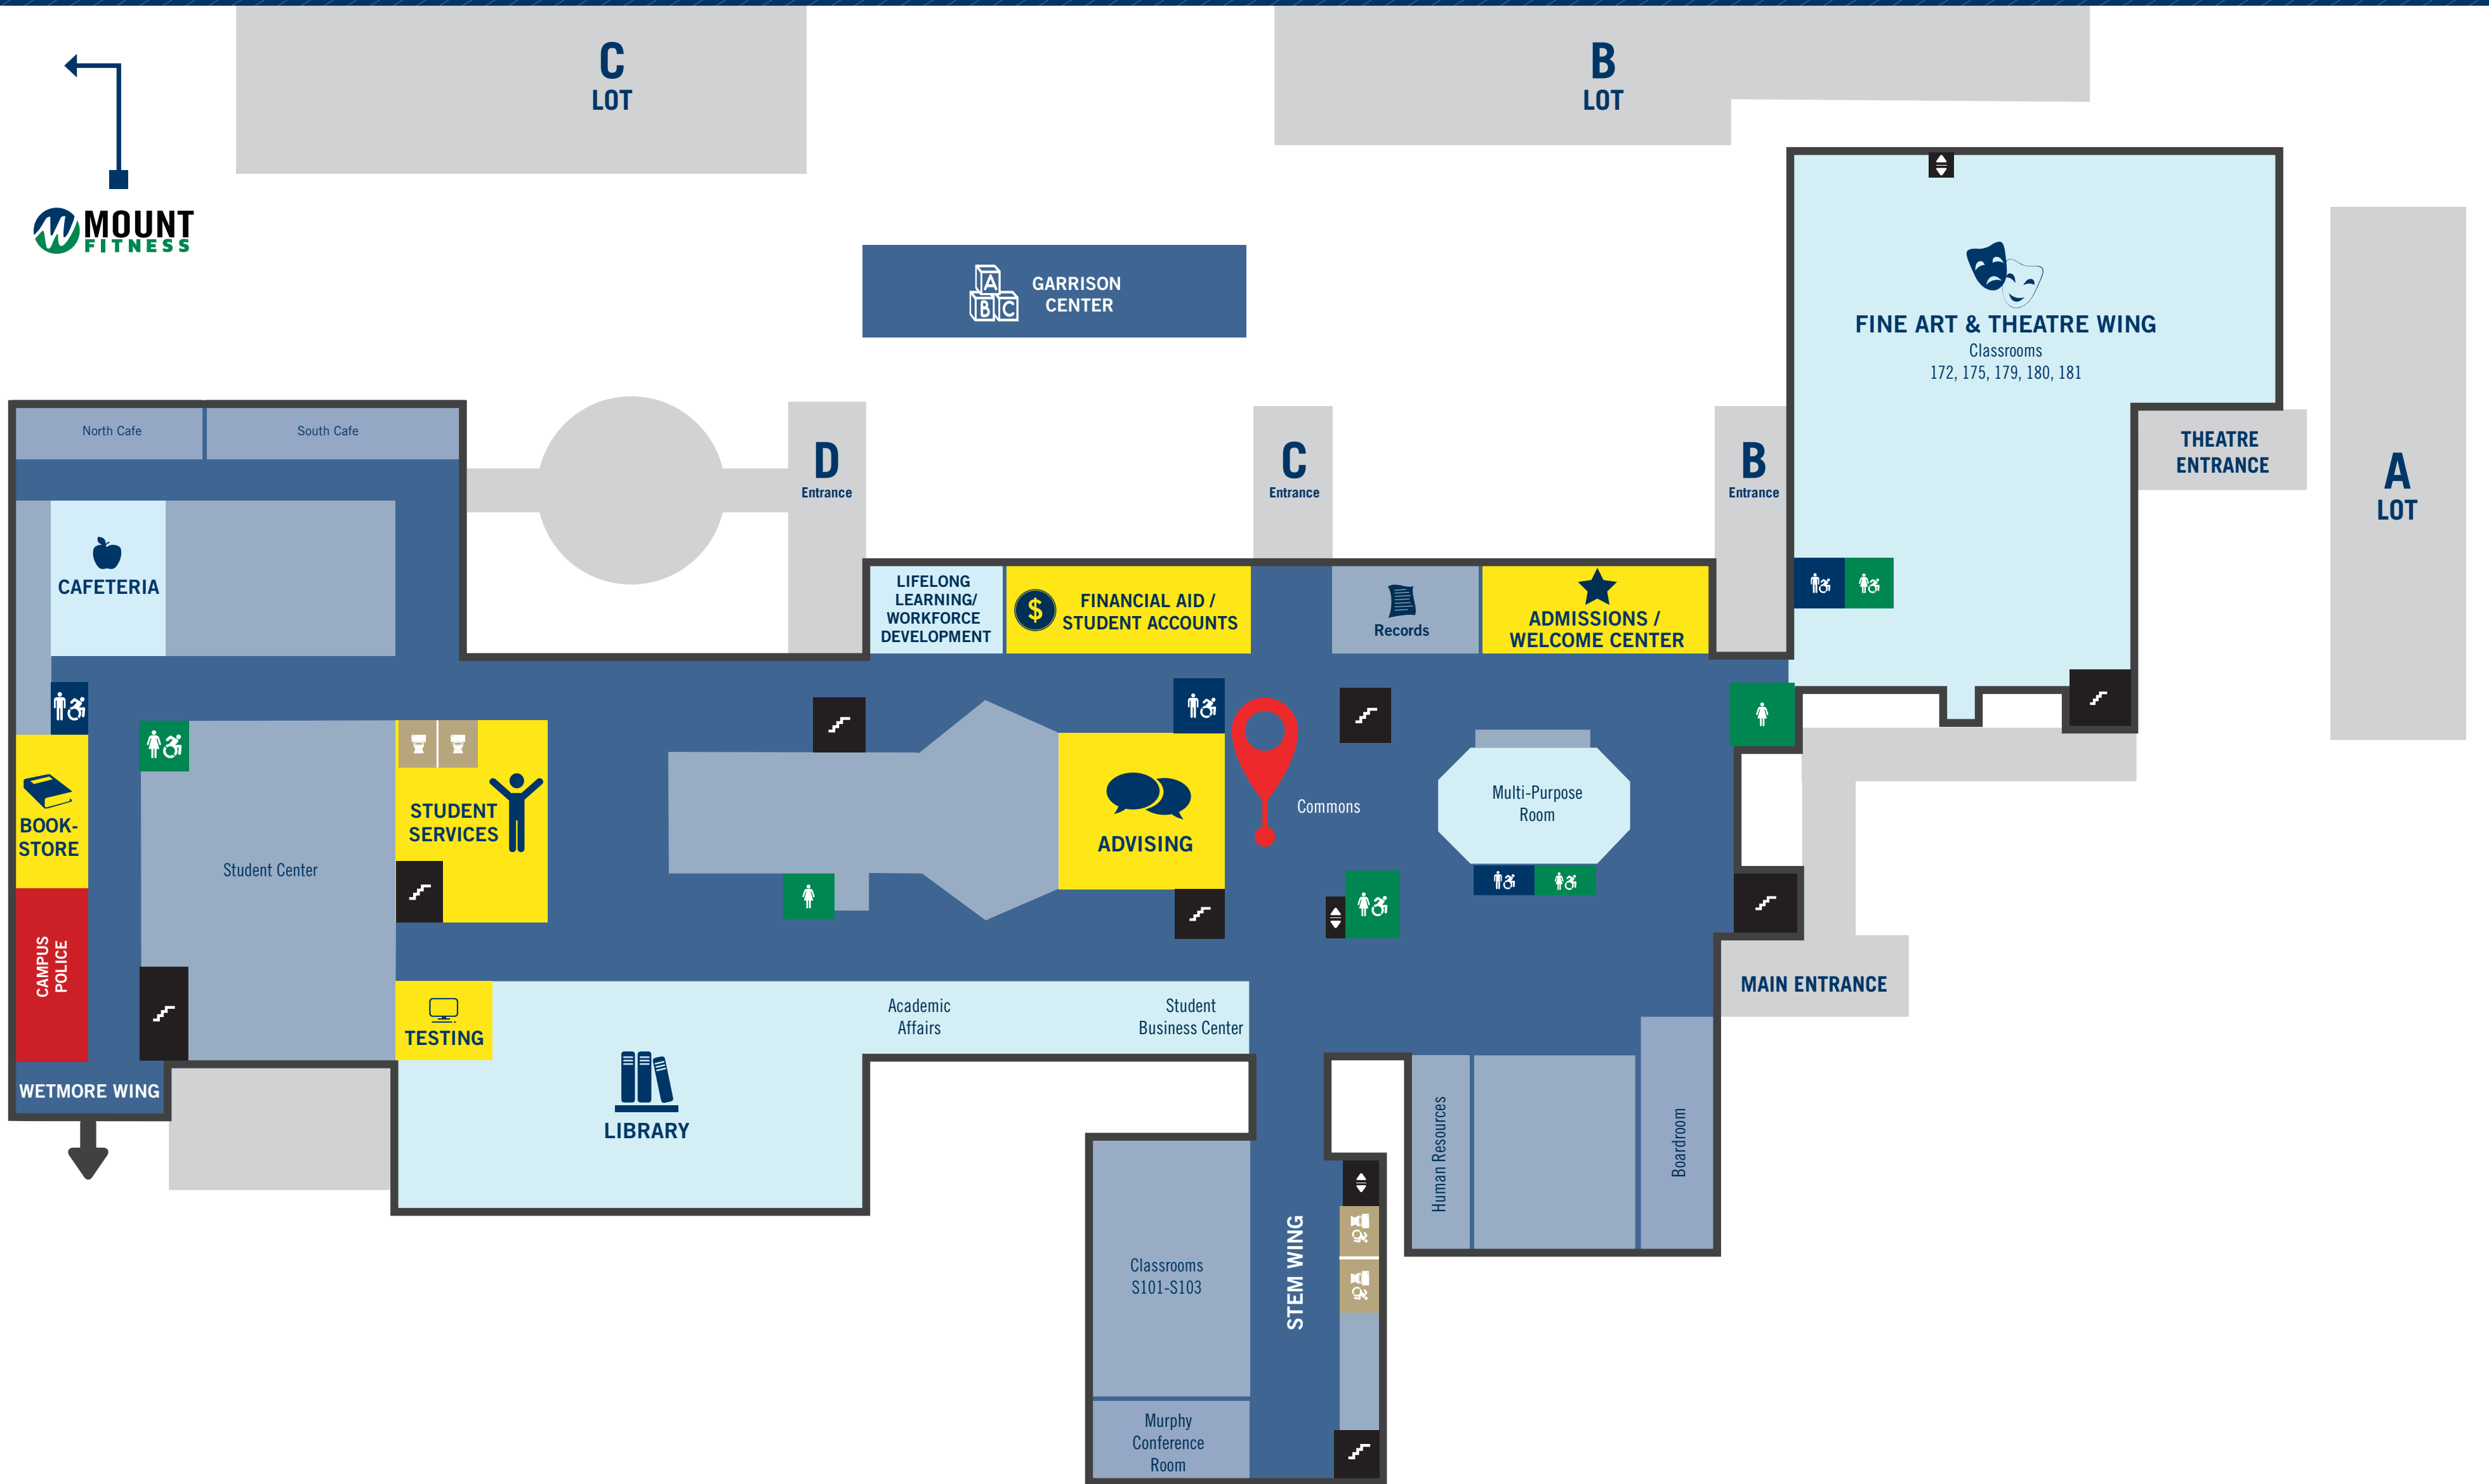 C
LOT
B
LOT
MOUNT
FITNESS
A
B
C
GARRISON
CENTER
FINE ART & THEATRE WING
Classrooms
172, 175, 179, 180, 181
THEATRE
ENTRANCE
A
LOT
North Cafe
South Cafe
D
Entrance
C
Entrance
B
Entrance
CAFETERIA
LIFELONG
LEARNING/
WORKFORCE
DEVELOPMENT
$
FINANCIAL AID /
STUDENT ACCOUNTS
Records
ADMISSIONS /
WELCOME CENTER
BOOK-
STORE
STUDENT
SERVICES
Student Center
ADVISING
Commons
Multi-Purpose
Room
CAMPUS
POLICE
MAIN ENTRANCE
TESTING
Academic
Affairs
Student
Business Center
WETMORE WING
LIBRARY
Human Resources
Boardroom
Classrooms
S101-S103
STEM WING
Murphy
Conference
Room